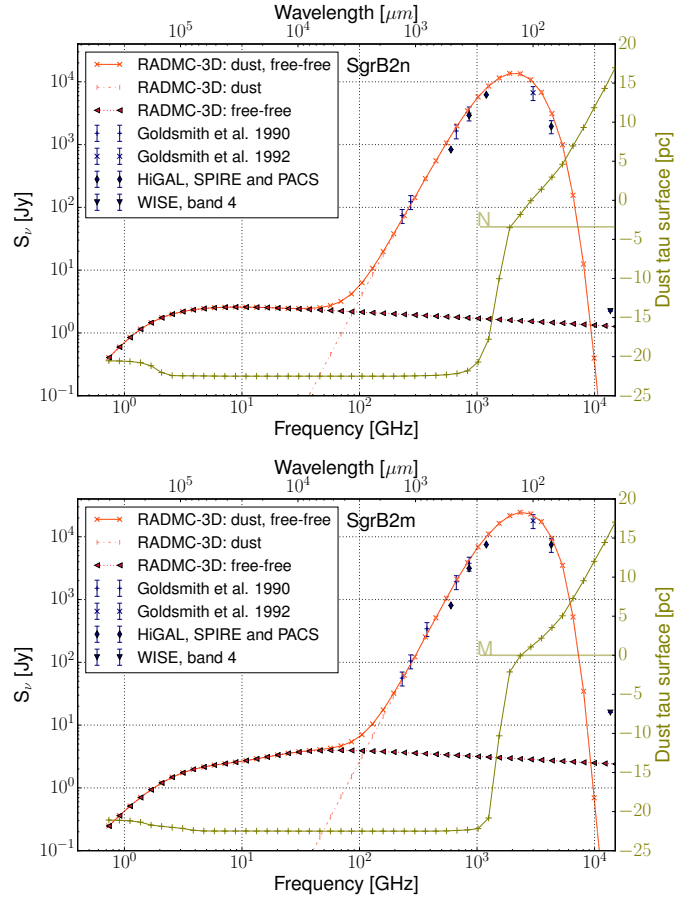 Wavelength [μm]
10^5 10^4 10^3 10^2
SgrB2n
RADMC-3D: dust, free-free
RADMC-3D: dust
RADMC-3D: free-free
Goldsmith et al. 1990
Goldsmith et al. 1992
HiGAL, SPIRE and PACS
WISE, band 4
S_ν [Jy]
10^4
10^3
10^2
10^1
10^0
10^-1
N
Dust tau surface [pc]
20
15
10
5
0
−5
−10
−15
−20
−25
10^0 10^1 10^2 10^3 10^4
Frequency [GHz]
Wavelength [μm]
10^5 10^4 10^3 10^2
SgrB2m
RADMC-3D: dust, free-free
RADMC-3D: dust
RADMC-3D: free-free
Goldsmith et al. 1990
Goldsmith et al. 1992
HiGAL, SPIRE and PACS
WISE, band 4
S_ν [Jy]
10^4
10^3
10^2
10^1
10^0
10^-1
M
Dust tau surface [pc]
20
15
10
5
0
−5
−10
−15
−20
−25
10^0 10^1 10^2 10^3 10^4
Frequency [GHz]